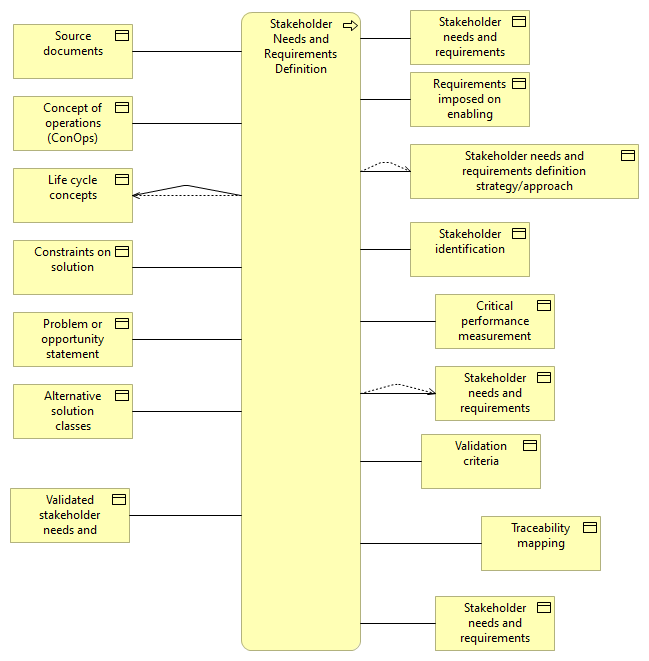 Source
documents
Concept of
operations
(ConOps)
Life cycle
concepts
Constraints on
solution
Problem or
opportunity
statement
Alternative
solution
classes
Validated
stakeholder
needs and
Stakeholder
Needs and
Requirements
Definition
Stakeholder
needs and
requirements
Requirements
imposed on
enabling
Stakeholder needs and
requirements definition
strategy/approach
Stakeholder
identification
Critical
performance
measurement
Stakeholder
needs and
requirements
Validation
criteria
Traceability
mapping
Stakeholder
needs and
requirements